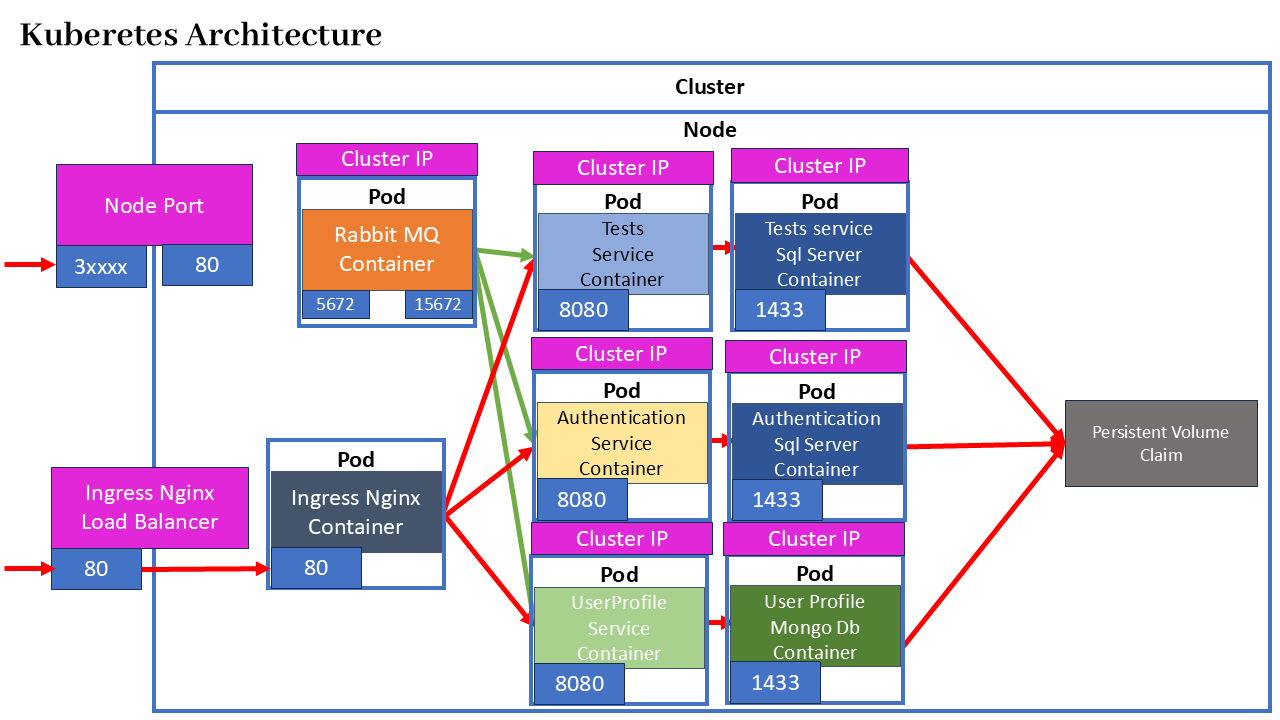 Kuberetes Architecture
Cluster
Node
Node Port
3xxxx
80
Cluster IP
Pod
Rabbit MQ
Container
5672
15672
Cluster IP
Pod
Tests
Service
Container
8080
Cluster IP
Pod
Tests service
Sql Server
Container
1433
Cluster IP
Pod
Authentication
Service
Container
8080
Cluster IP
Pod
Authentication
Sql Server
Container
1433
Persistent Volume
Claim
Ingress Nginx
Load Balancer
80
Pod
Ingress Nginx
Container
80
Cluster IP
Pod
UserProfile
Service
Container
8080
Cluster IP
Pod
User Profile
Mongo Db
Container
1433